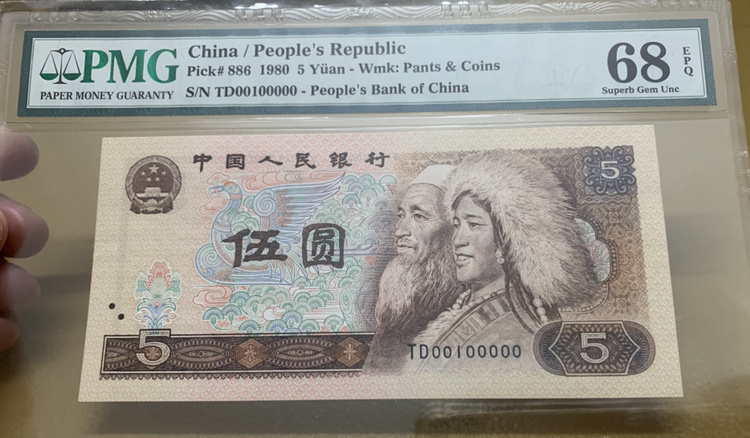 PMG
PAPER MONEY GUARANTY
China / People's Republic
Pick# 886 1980 5 Yüan - Wmk: Pants & Coins
S/N TD00100000 - People's Bank of China
68 EPQ
Superb Gem Unc
中国人民银行
5
伍圆
5
TD00100000
5